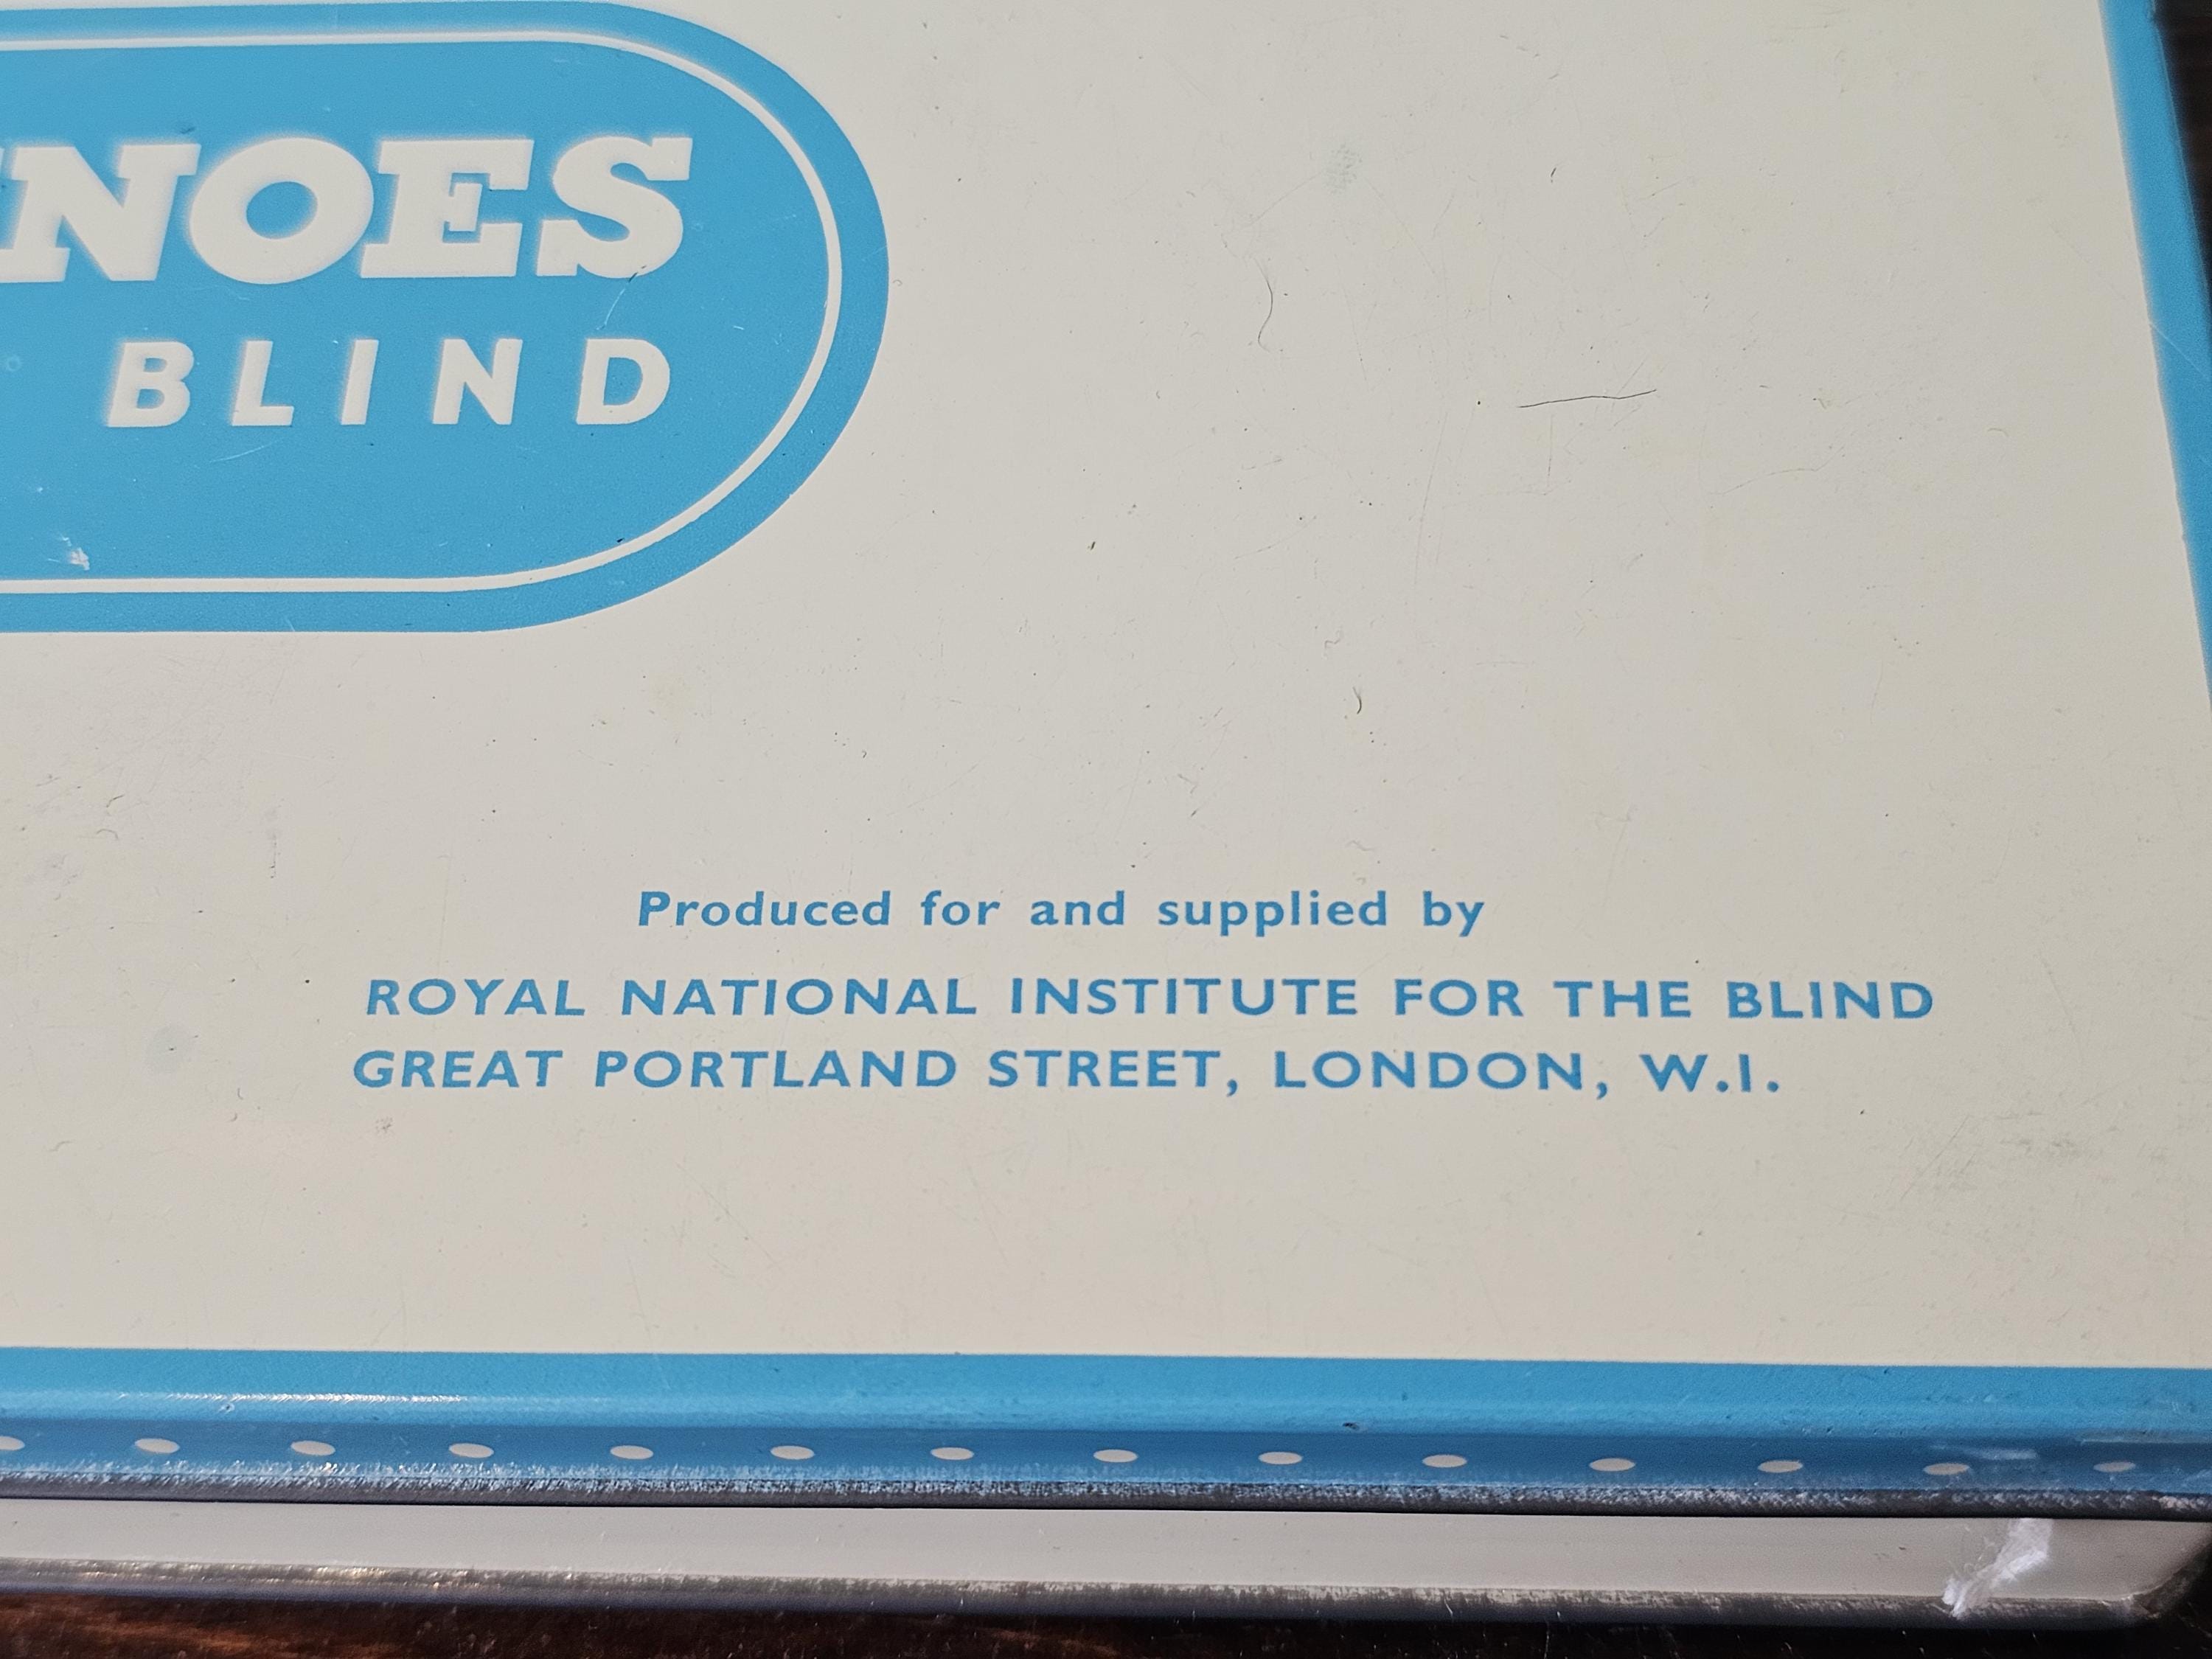 NOES
BLIND
Produced for and supplied by
ROYAL NATIONAL INSTITUTE FOR THE BLIND
GREAT PORTLAND STREET, LONDON, W.I.